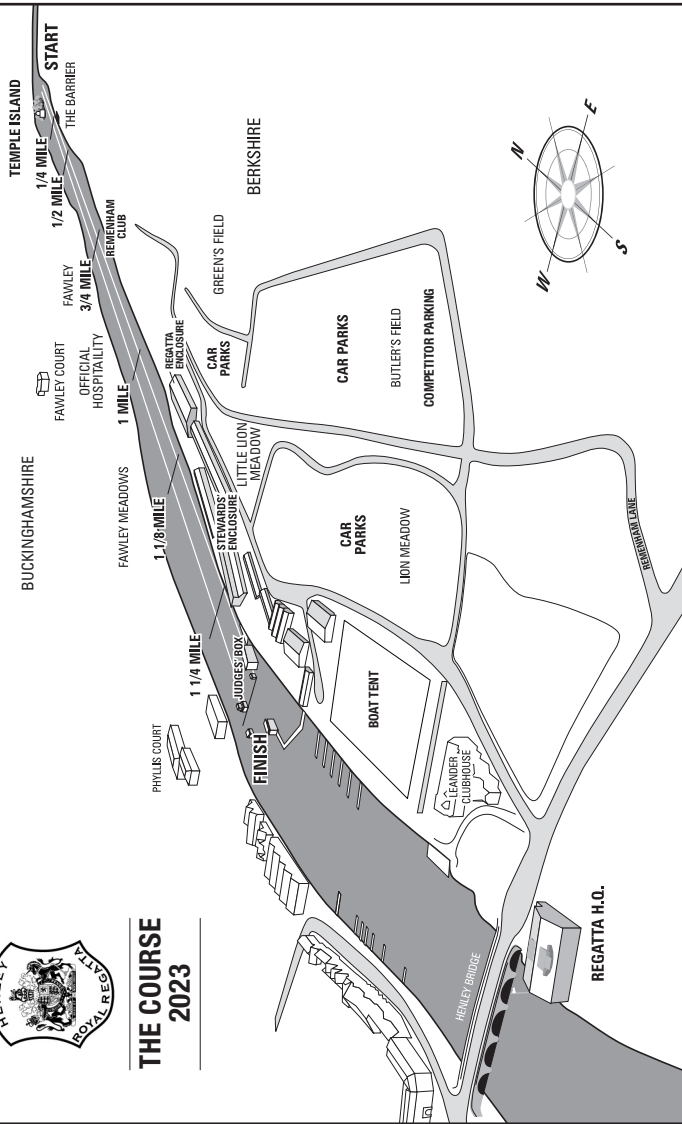 HENLEY
ROYAL REGATTA
THE COURSE
2023
BUCKINGHAMSHIRE
TEMPLE ISLAND
START
THE BARRIER
1/4 MILE
1/2 MILE
FAWLEY
3/4 MILE
REMENHAM
CLUB
FAWLEY COURT
OFFICIAL
HOSPITAILITY
1 MILE
FAWLEY MEADOWS
1 1/8 MILE
1 1/4 MILE
PHYLLIS COURT
JUDGES' BOX
FINISH
BERKSHIRE
GREEN'S FIELD
REGATTA
ENCLOSURE
CAR
PARKS
CAR PARKS
BUTLER'S FIELD
COMPETITOR PARKING
LITTLE LION
MEADOW
STEWARDS'
ENCLOSURE
CAR
PARKS
LION MEADOW
REMENHAM LANE
BOAT TENT
LEANDER
CLUBHOUSE
HENLEY BRIDGE
REGATTA H.Q.
N
E
S
W